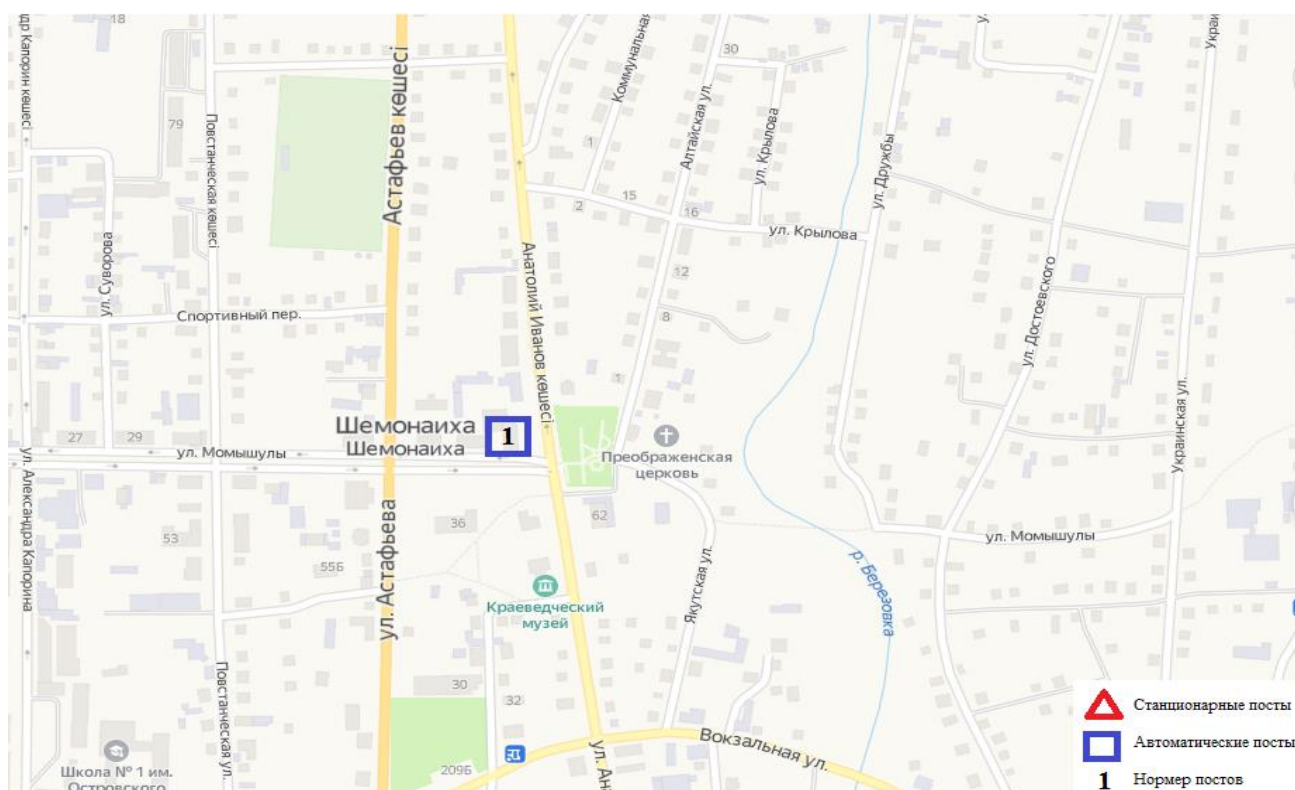 18
30
Украи
др Капорин көшесі
Коммунальная
79
Повстанческая көшесі
Астафьев көшесі
1
Алтайская ул.
ул. Крылова
ул. Дружбы
15
2
16
ул. Крылова
ул. Суворова
Анатолий Иванов көшесі
12
Спортивный пер.
8
ул. Достоевского
1
Украинская ул.
27
29
Шемонаиха
Шемонаиха
1
ул. Момышулы
Преображенская
церковь
ул. Александра Капорина
53
36
62
ул. Момышулы
55Б
ул. Астафьева
Краеведческий
музей
Якутская ул.
р. Березовка
Повстанческая ул.
30
32
Вокзальная ул.
209Б
ул. Ан
Школа № 1 им.
Островского
Станционарные посты
Автоматические посты
1 Нормер постов